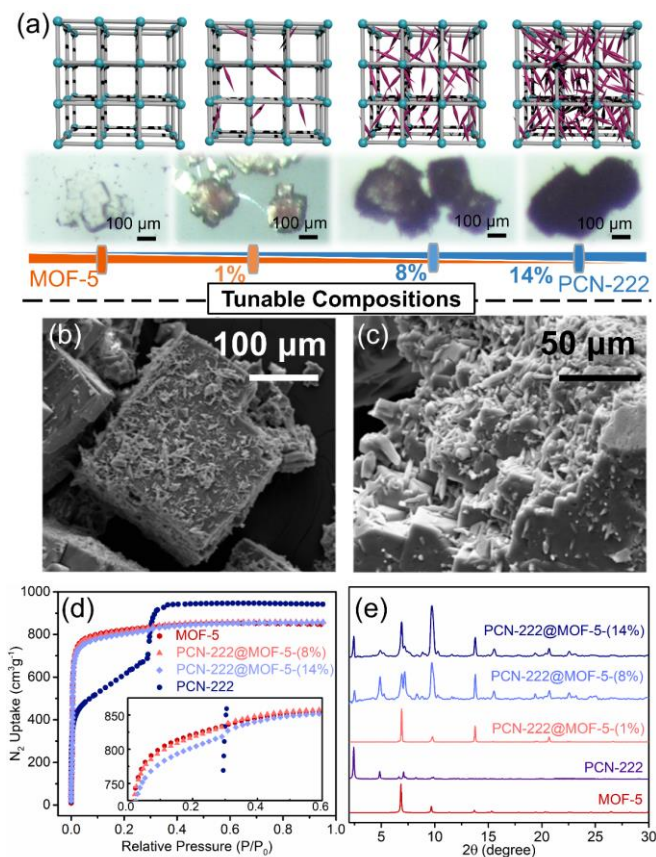 (a)
100 μm 100 μm 100 μm 100 μm
MOF-5 1% 8% 14% PCN-222
Tunable Compositions
(b) 100 μm (c) 50 μm
(d) (e)
1000
800
600
400
200
0
N₂ Uptake (cm³g⁻¹)
MOF-5
PCN-222@MOF-5-(8%)
PCN-222@MOF-5-(14%)
PCN-222
850
800
750
0.0 0.2 0.4 0.6
0.0 0.2 0.4 0.6 0.8 1.0
Relative Pressure (P/P₀)
PCN-222@MOF-5-(14%)
PCN-222@MOF-5-(8%)
PCN-222@MOF-5-(1%)
PCN-222
MOF-5
5 10 15 20 25 30
2θ (degree)